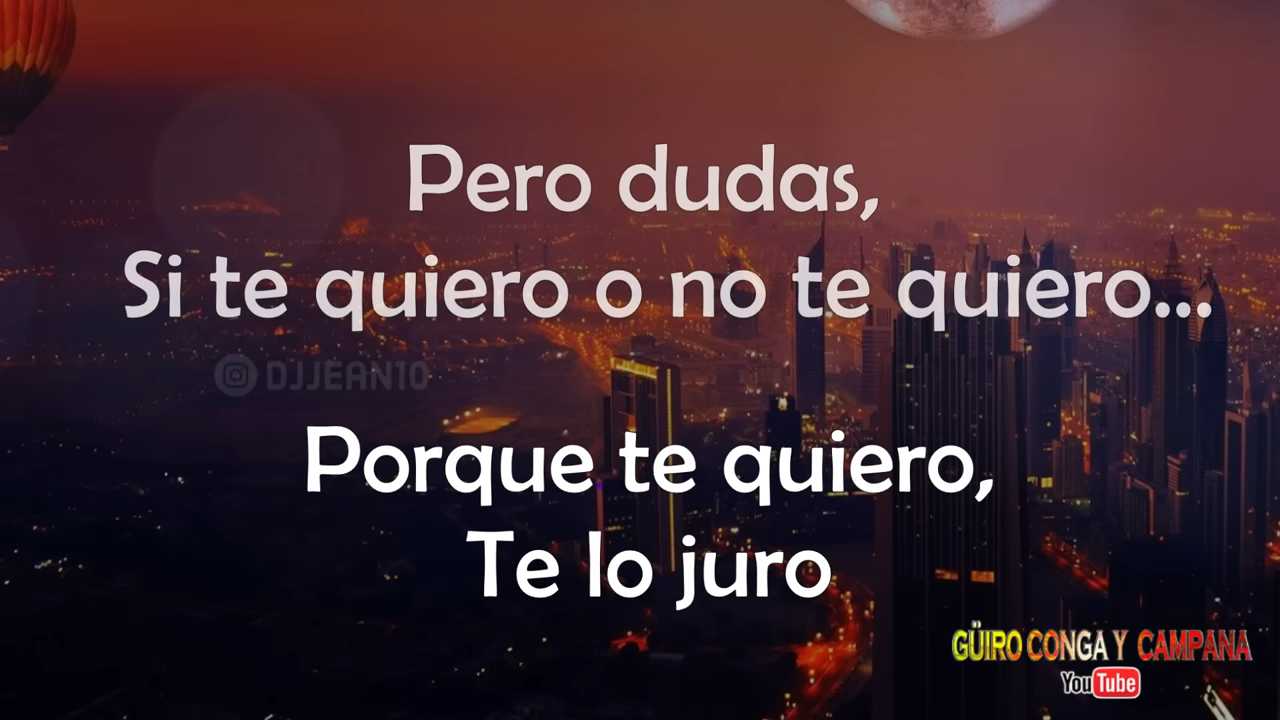 Pero dudas,
Si te quiero o no te quiero...
DJJEAN10
Porque te quiero,
Te lo juro
GÜIRO CONGA Y CAMPANA
YouTube